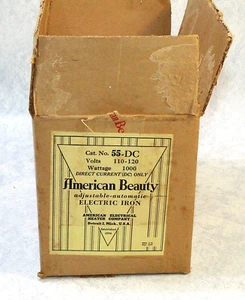 Cat. No. 55-DC
Volts 110-120
Wattage 1000
DIRECT CURRENT (DC) ONLY
American Beauty
adjustable-automatic
ELECTRIC IRON
AMERICAN ELECTRICAL
HEATER COMPANY
Detroit 2, Mich., U.S.A.